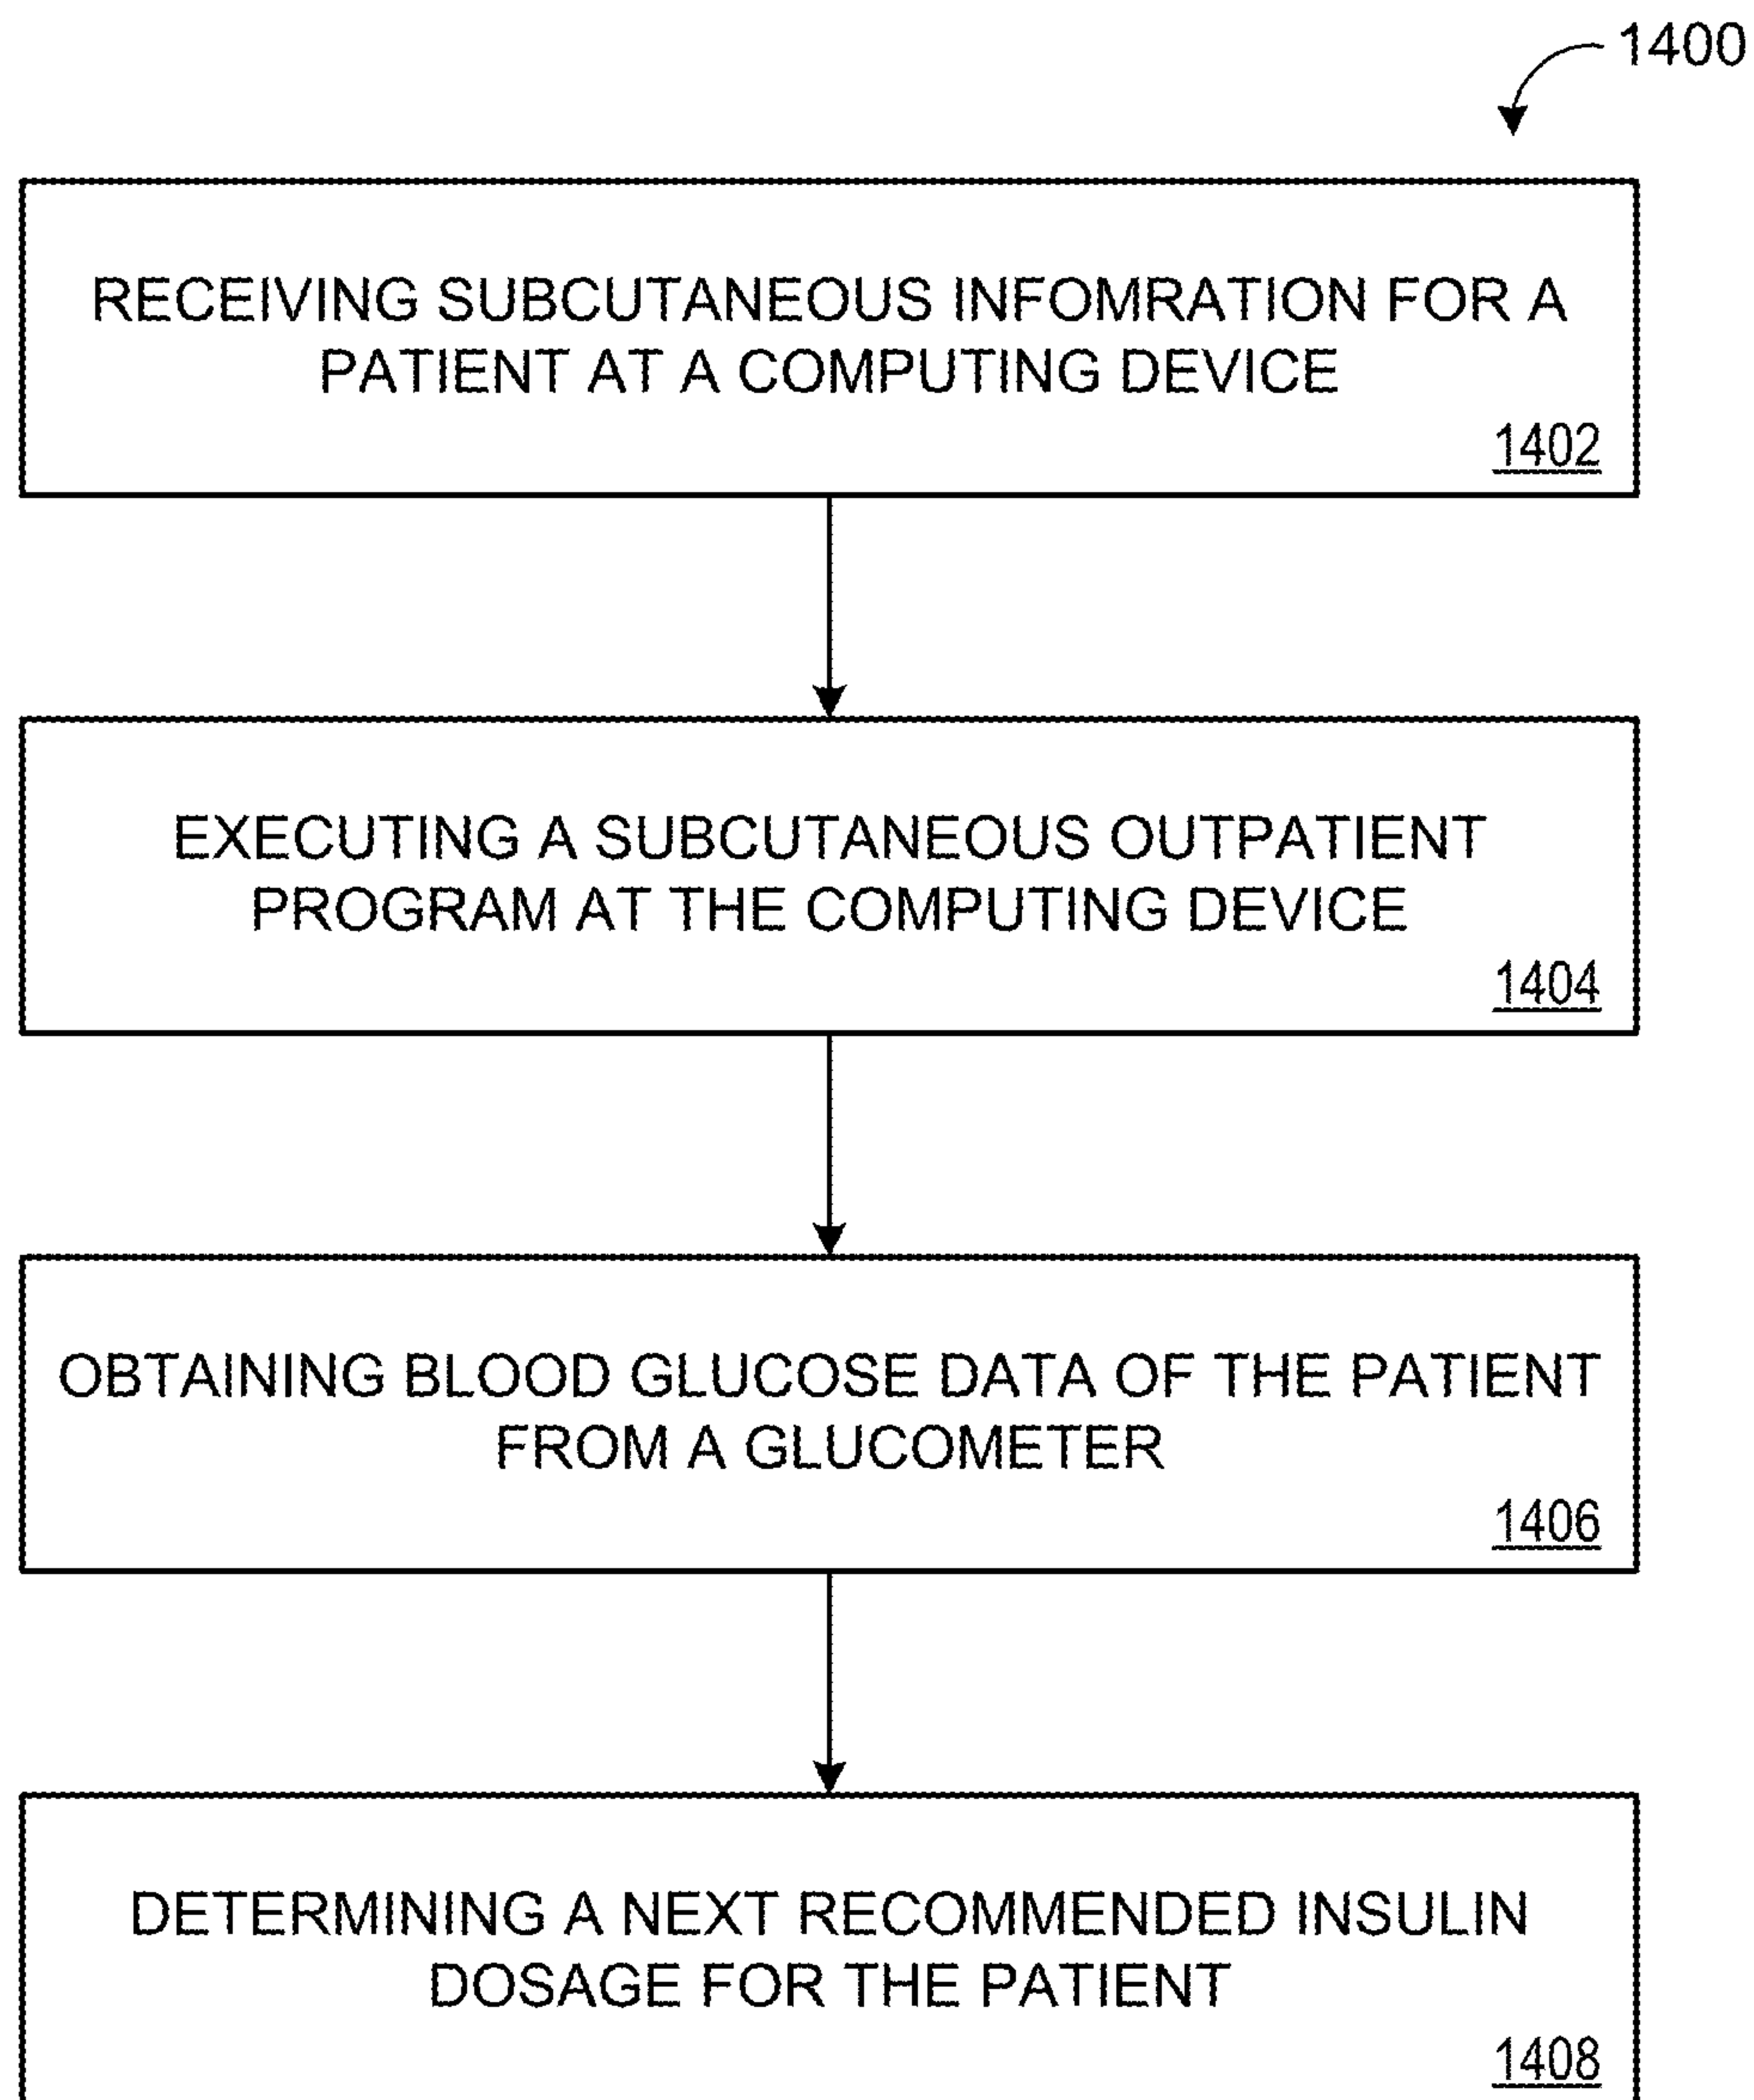 1400
RECEIVING SUBCUTANEOUS INFOMRATION FOR A
PATIENT AT A COMPUTING DEVICE
1402
EXECUTING A SUBCUTANEOUS OUTPATIENT
PROGRAM AT THE COMPUTING DEVICE
1404
OBTAINING BLOOD GLUCOSE DATA OF THE PATIENT
FROM A GLUCOMETER
1406
DETERMINING A NEXT RECOMMENDED INSULIN
DOSAGE FOR THE PATIENT
1408